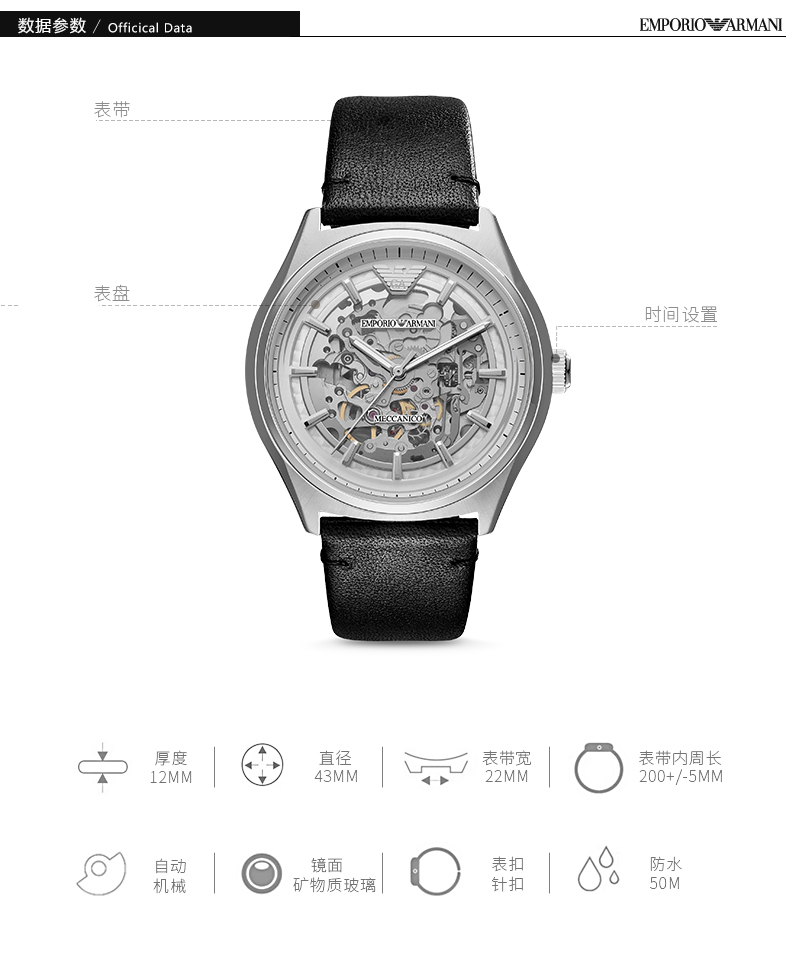 数据参数 / Officical Data
EMPORIO ARMANI
表带
表盘
时间设置
EMPORIO ARMANI
MECCANICO
厚度
12MM
直径
43MM
表带宽
22MM
表带内周长
200+/-5MM
自动
机械
镜面
矿物质玻璃
表扣
针扣
防水
50M